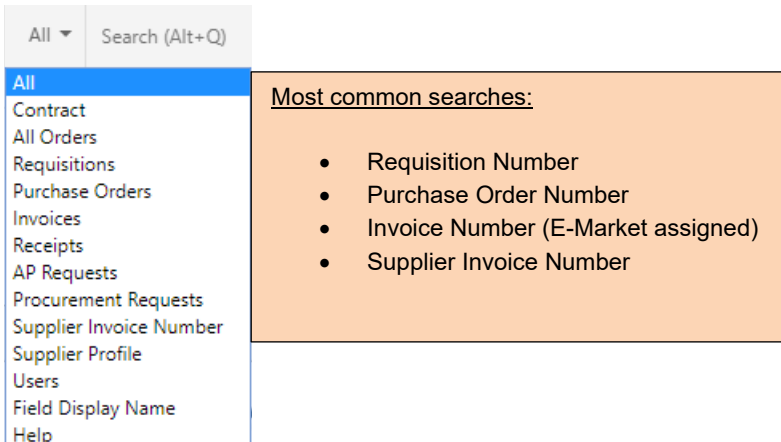 All Search (Alt+Q)
All
Contract
All Orders
Requisitions
Purchase Orders
Invoices
Receipts
AP Requests
Procurement Requests
Supplier Invoice Number
Supplier Profile
Users
Field Display Name
Help
Most common searches:
• Requisition Number
• Purchase Order Number
• Invoice Number (E-Market assigned)
• Supplier Invoice Number